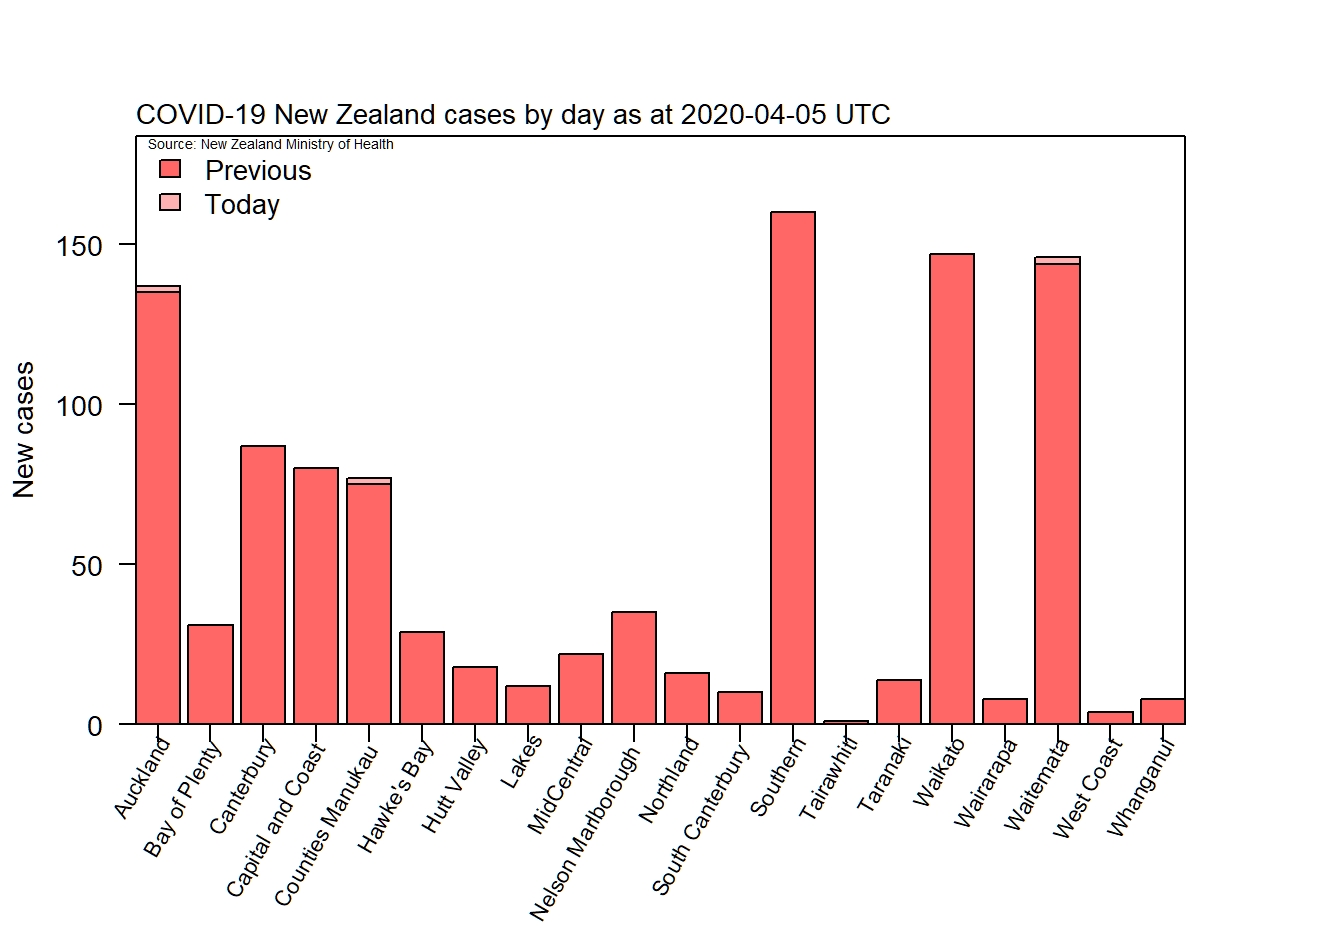 COVID-19 New Zealand cases by day as at 2020-04-05 UTC
Source: New Zealand Ministry of Health
Previous
Today
New cases
150
100
50
0
Auckland
Bay of Plenty
Canterbury
Capital and Coast
Counties Manukau
Hawke's Bay
Hutt Valley
Lakes
MidCentral
Nelson Marlborough
Northland
South Canterbury
Southern
Tairawhiti
Taranaki
Waikato
Wairarapa
Waitemata
West Coast
Whanganui